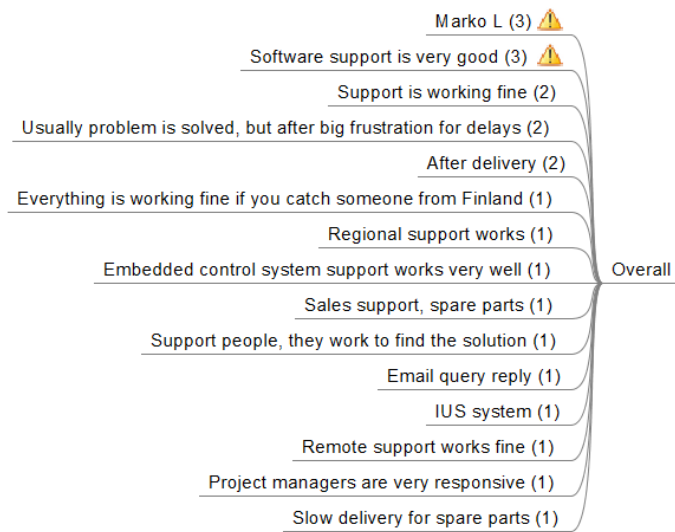 Marko L (3)
Software support is very good (3)
Support is working fine (2)
Usually problem is solved, but after big frustration for delays (2)
After delivery (2)
Everything is working fine if you catch someone from Finland (1)
Regional support works (1)
Embedded control system support works very well (1)
Overall
Sales support, spare parts (1)
Support people, they work to find the solution (1)
Email query reply (1)
IUS system (1)
Remote support works fine (1)
Project managers are very responsive (1)
Slow delivery for spare parts (1)